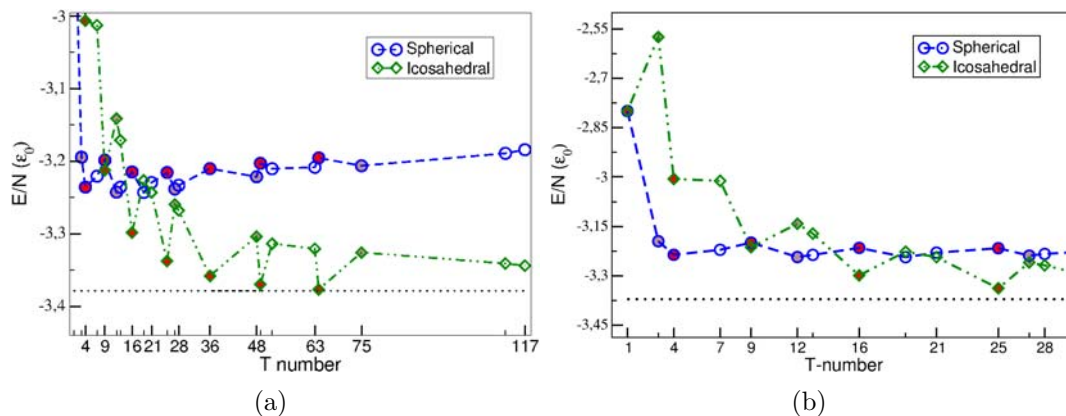 -3
-3,1
-3,2
-3,3
-3,4
E/N (ε₀)
Spherical
Icosahedral
4 9 16 21 28 36 48 63 75 117
T number
(a)
-2,55
-2,7
-2,85
-3
-3,15
-3,3
-3,45
E/N (ε₀)
Spherical
Icosahedral
1 4 7 9 12 16 21 25 28
T-number
(b)